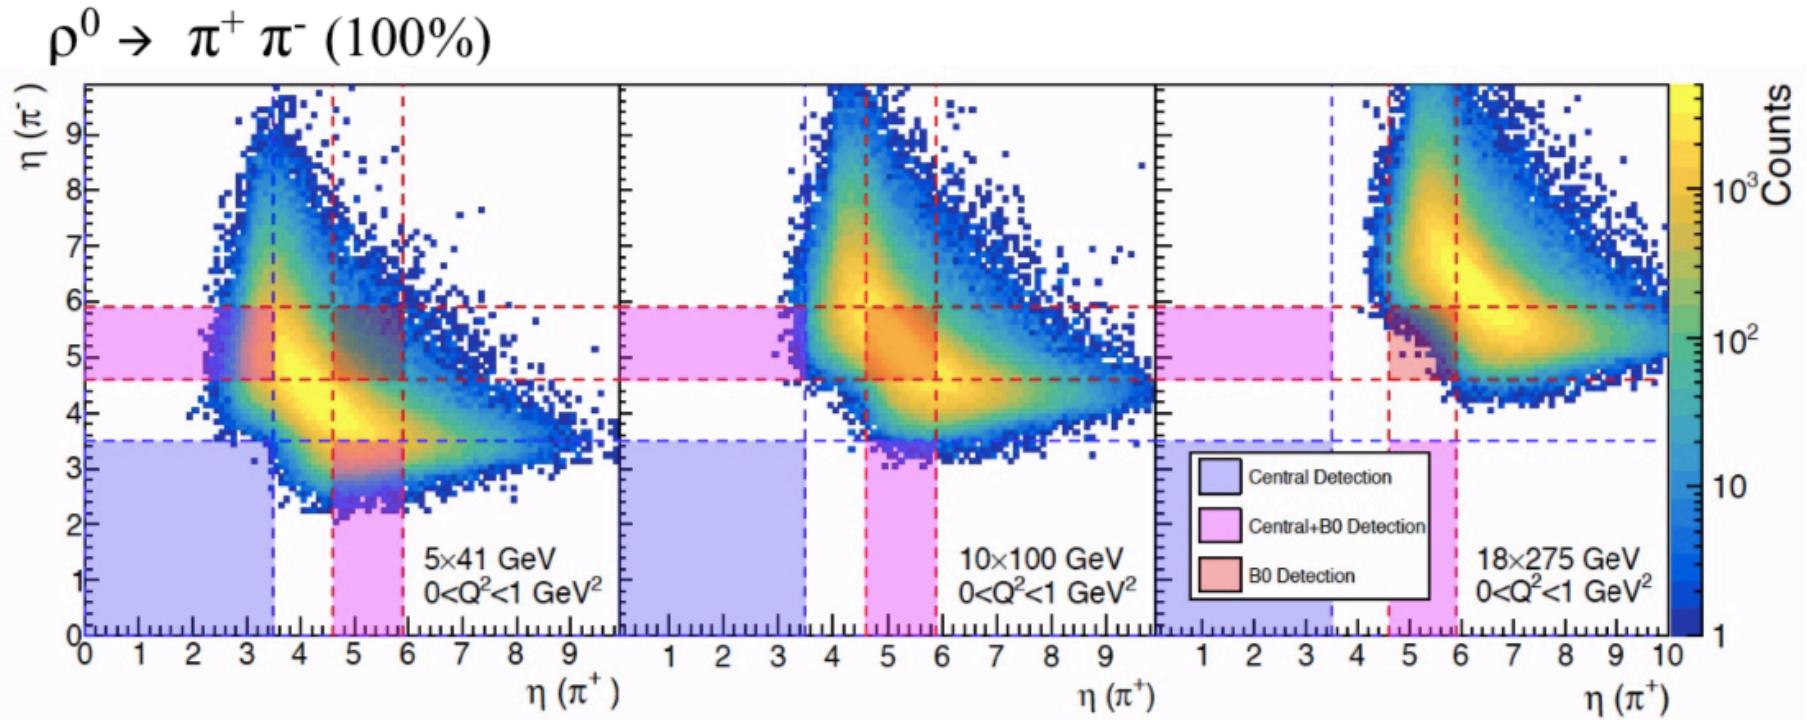 ρ⁰ → π⁺ π⁻ (100%)
η (π⁻)
9
8
7
6
5
4
3
2
1
0
5×41 GeV
0<Q²<1 GeV²
10×100 GeV
0<Q²<1 GeV²
Central Detection
Central+B0 Detection
B0 Detection
18×275 GeV
0<Q²<1 GeV²
0 1 2 3 4 5 6 7 8 9
1 2 3 4 5 6 7 8 9
1 2 3 4 5 6 7 8 9 10
η (π⁺)
η (π⁺)
η (π⁺)
Counts
10³
10²
10
1